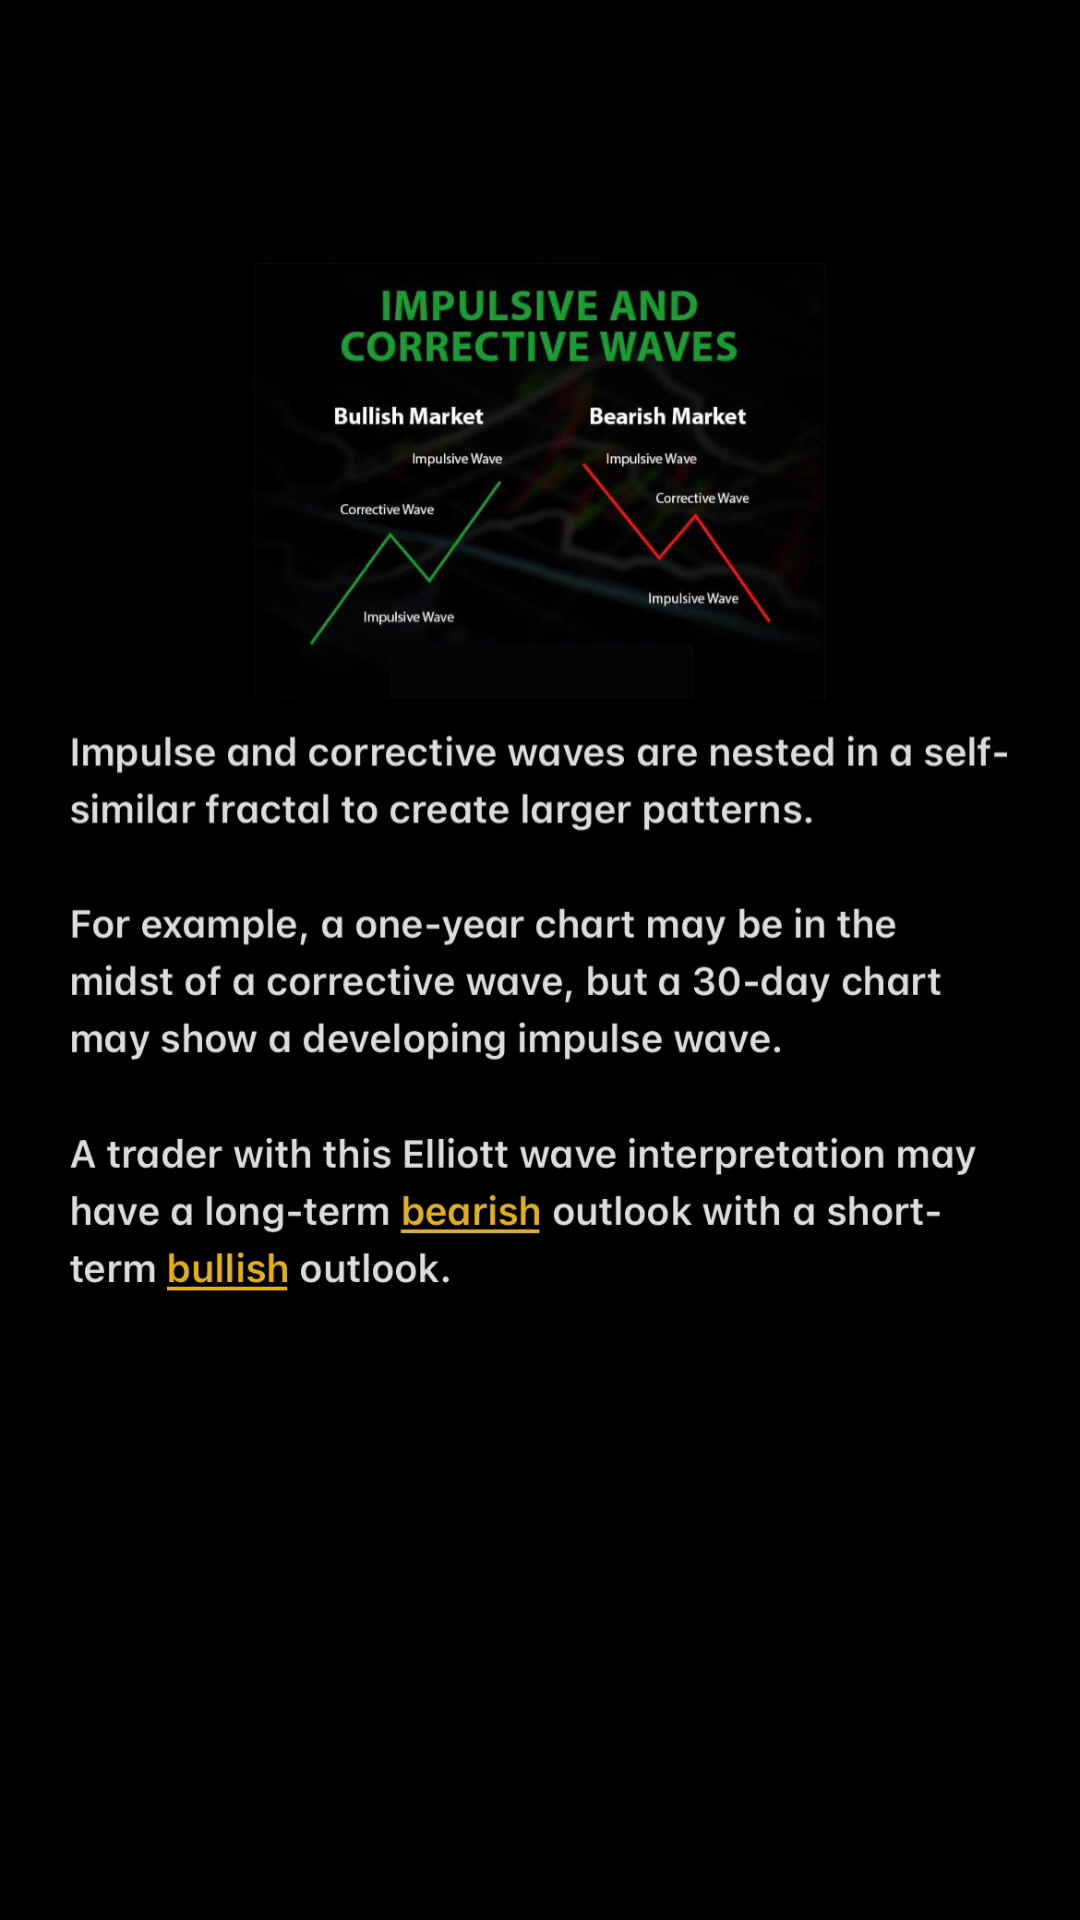 IMPULSIVE AND
CORRECTIVE WAVES
Bullish Market
Bearish Market
Impulsive Wave
Impulsive Wave
Corrective Wave
Corrective Wave
Impulsive Wave
Impulsive Wave
Impulse and corrective waves are nested in a self-
similar fractal to create larger patterns.
For example, a one-year chart may be in the
midst of a corrective wave, but a 30-day chart
may show a developing impulse wave.
A trader with this Elliott wave interpretation may
have a long-term bearish outlook with a short-
term bullish outlook.